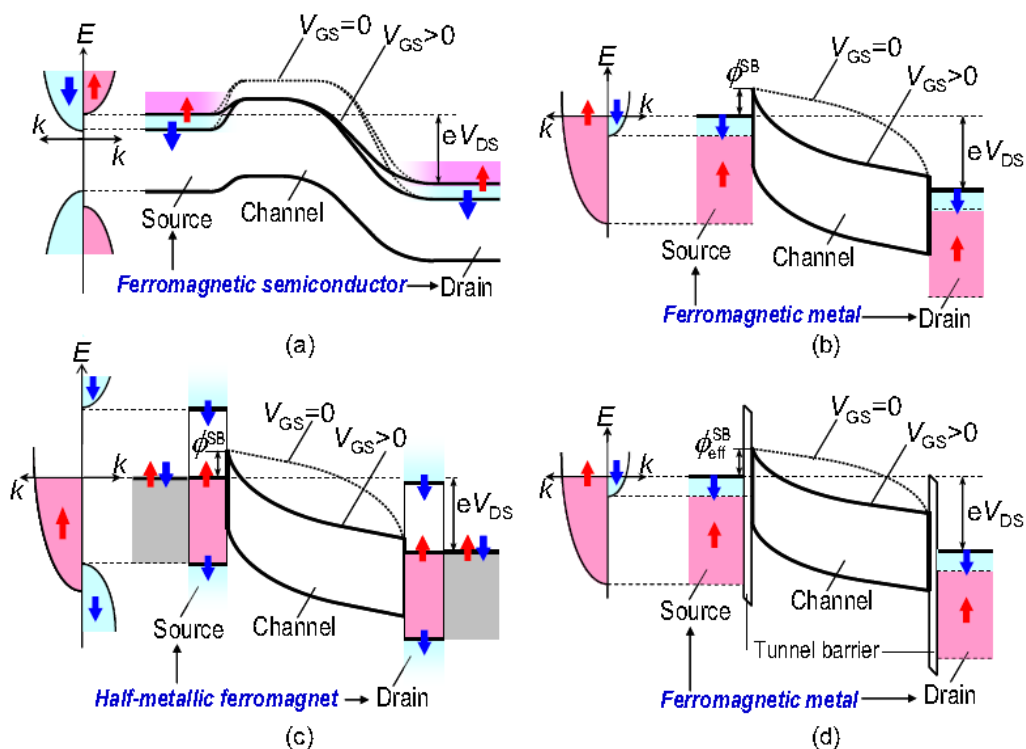 E
V_GS=0
V_GS>0
k
k
eV_DS
Source
Channel
Ferromagnetic semiconductor
Drain
(a)
E
ϕ^SB
V_GS=0
V_GS>0
k
k
eV_DS
Source
Channel
Ferromagnetic metal
Drain
(b)
E
V_GS=0
V_GS>0
ϕ^SB
k
k
eV_DS
Source
Channel
Half-metallic ferromagnet
Drain
(c)
E
V_GS=0
V_GS>0
ϕ_eff^SB
k
k
eV_DS
Source
Channel
Tunnel barrier
Ferromagnetic metal
Drain
(d)